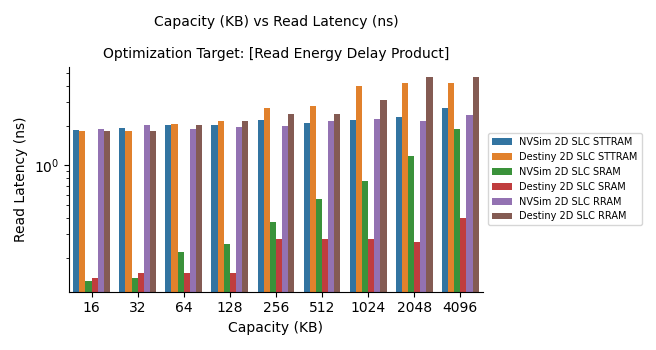 Capacity (KB) vs Read Latency (ns)
Optimization Target: [Read Energy Delay Product]
Read Latency (ns)
10⁰
16 32 64 128 256 512 1024 2048 4096
Capacity (KB)
NVSim 2D SLC STTRAM
Destiny 2D SLC STTRAM
NVSim 2D SLC SRAM
Destiny 2D SLC SRAM
NVSim 2D SLC RRAM
Destiny 2D SLC RRAM